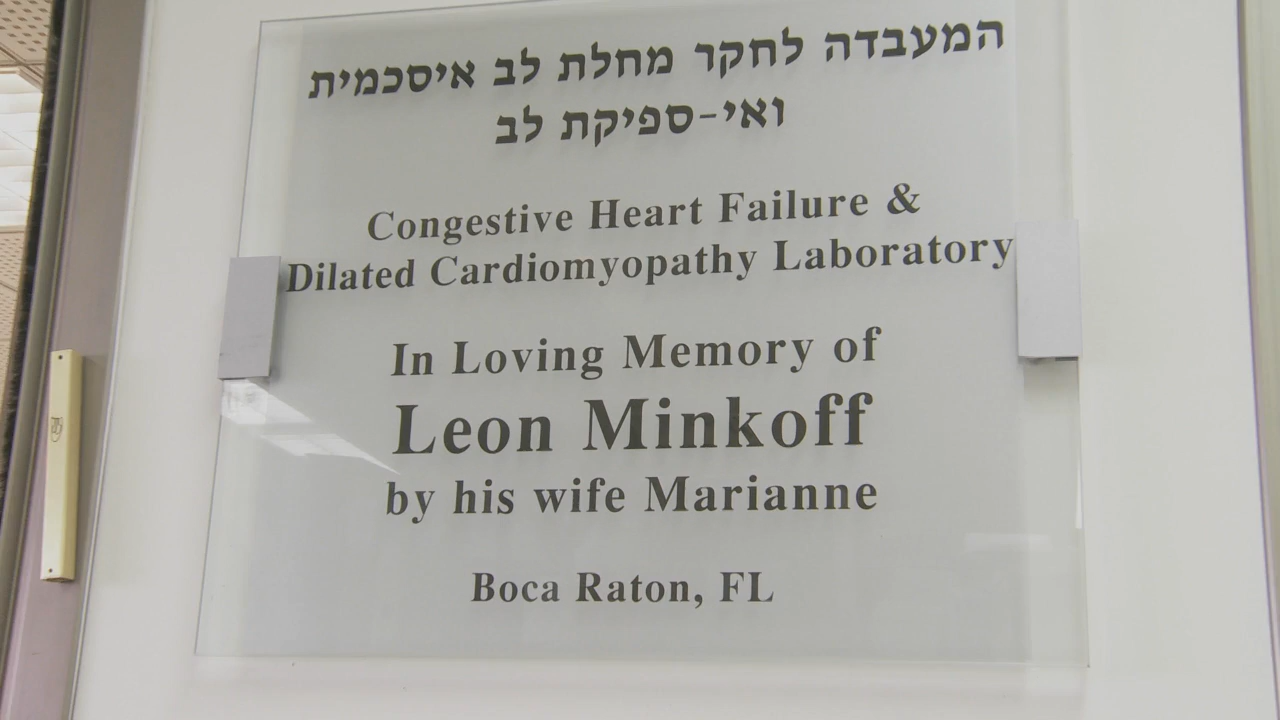 המעבדה לחקר מחלת לב איסכמית
ואי-ספיקת לב
Congestive Heart Failure &
Dilated Cardiomyopathy Laboratory
In Loving Memory of
Leon Minkoff
by his wife Marianne
Boca Raton, FL